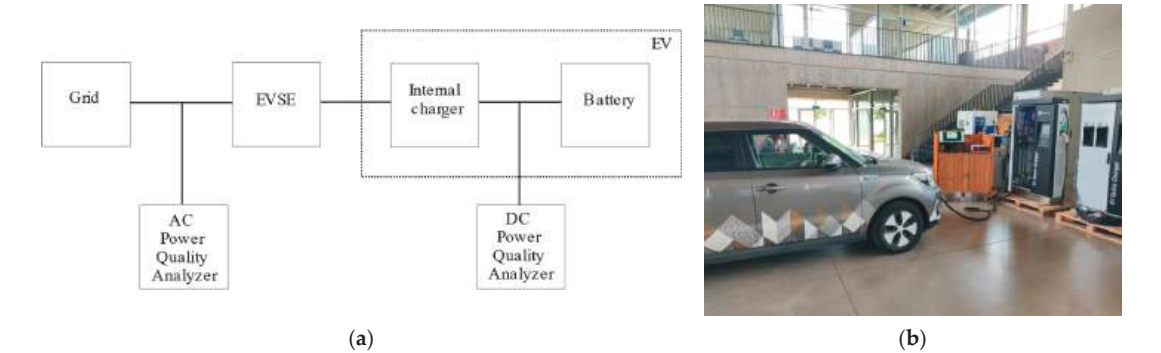 EV
Grid
EVSE
Internal
charger
Battery
AC
Power
Quality
Analyzer
DC
Power
Quality
Analyzer
(a)
(b)